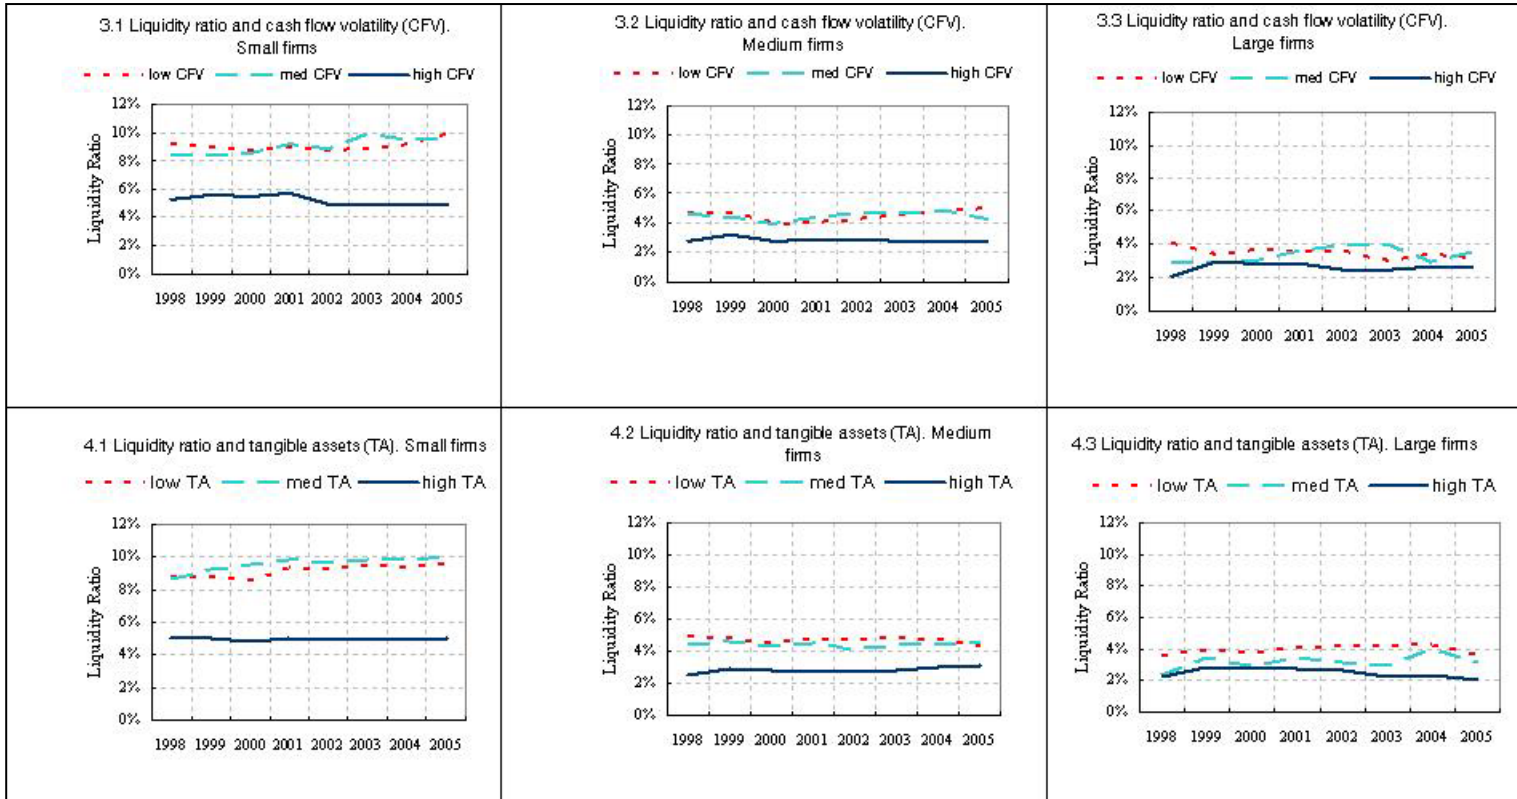 3.1 Liquidity ratio and cash flow volatility (CFV).
Small firms
low CFV med CFV high CFV
12%
10%
8%
6%
4%
2%
0%
Liquidity Ratio
1998 1999 2000 2001 2002 2003 2004 2005
3.2 Liquidity ratio and cash flow volatility (CFV).
Medium firms
low CFV med CFV high CFV
12%
10%
8%
6%
4%
2%
0%
Liquidity Ratio
1998 1999 2000 2001 2002 2003 2004 2005
3.3 Liquidity ratio and cash flow volatility (CFV).
Large firms
low CFV med CFV high CFV
12%
10%
8%
6%
4%
2%
0%
Liquidity Ratio
1998 1999 2000 2001 2002 2003 2004 2005
4.1 Liquidity ratio and tangible assets (TA). Small firms
low TA med TA high TA
12%
10%
8%
6%
4%
2%
0%
Liquidity Ratio
1998 1999 2000 2001 2002 2003 2004 2005
4.2 Liquidity ratio and tangible assets (TA). Medium
firms
low TA med TA high TA
12%
10%
8%
6%
4%
2%
0%
Liquidity Ratio
1998 1999 2000 2001 2002 2003 2004 2005
4.3 Liquidity ratio and tangible assets (TA). Large firms
low TA med TA high TA
12%
10%
8%
6%
4%
2%
0%
Liquidity Ratio
1998 1999 2000 2001 2002 2003 2004 2005